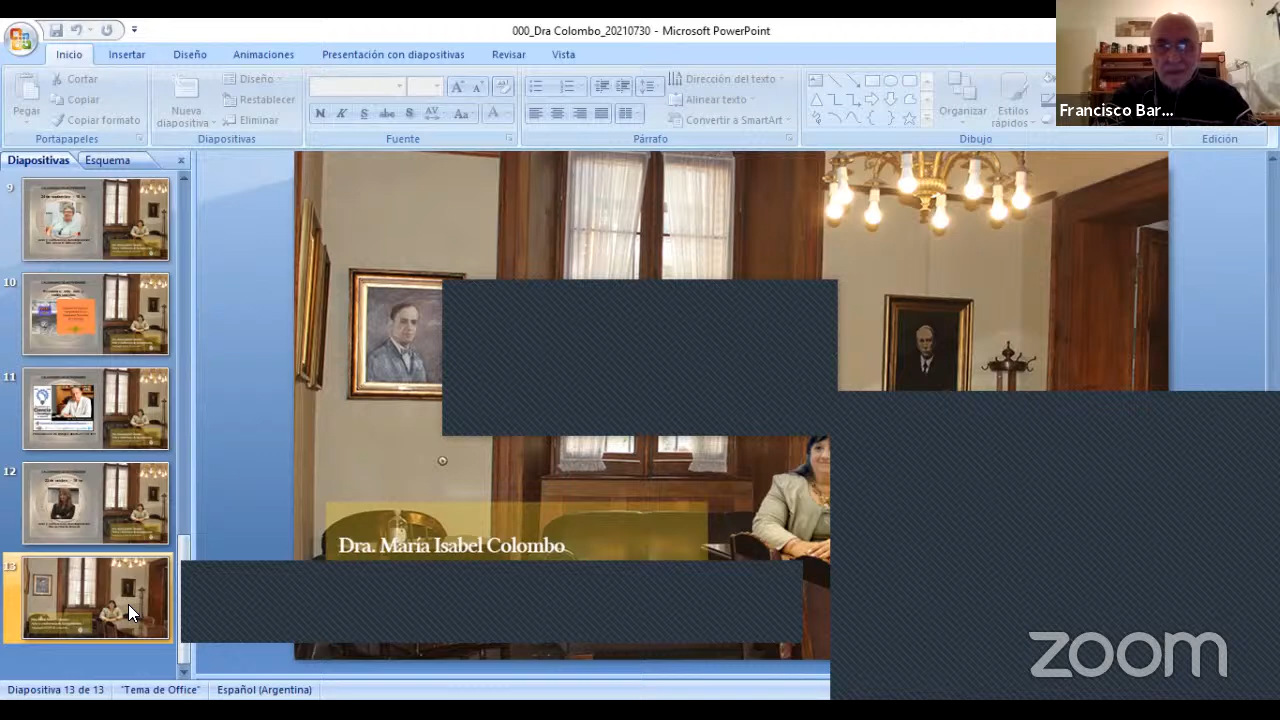 000_Dra Colombo_20210730 - Microsoft PowerPoint
Inicio Insertar Diseño Animaciones Presentación con diapositivas Revisar Vista
Pegar
Cortar
Copiar
Copiar formato
Portapapeles
Nueva diapositiva
Diseño
Restablecer
Eliminar
Diapositivas
N K S abc S AV Aa A
Fuente
Dirección del texto
Alinear texto
Convertir a SmartArt
Párrafo
Organizar
Estilos rápidos
Dibujo
Edición
Francisco Bar...
Diapositivas Esquema
9
10
11
12
13
Dra. María Isabel Colombo
Diapositiva 13 de 13 "Tema de Office" Español (Argentina)
zoom